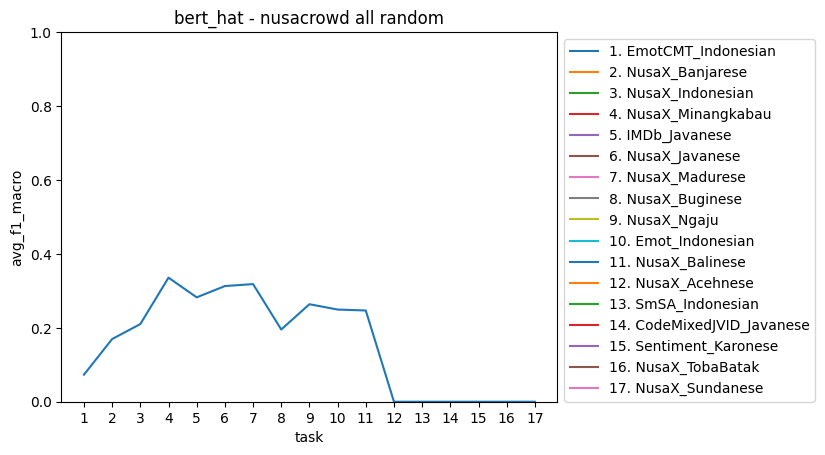 bert_hat - nusacrowd all random
1.0
0.8
0.6
0.4
0.2
0.0
avg_f1_macro
1 2 3 4 5 6 7 8 9 10 11 12 13 14 15 16 17
task
1. EmotCMT_Indonesian
2. NusaX_Banjarese
3. NusaX_Indonesian
4. NusaX_Minangkabau
5. IMDb_Javanese
6. NusaX_Javanese
7. NusaX_Madurese
8. NusaX_Buginese
9. NusaX_Ngaju
10. Emot_Indonesian
11. NusaX_Balinese
12. NusaX_Acehnese
13. SmSA_Indonesian
14. CodeMixedJVID_Javanese
15. Sentiment_Karonese
16. NusaX_TobaBatak
17. NusaX_Sundanese